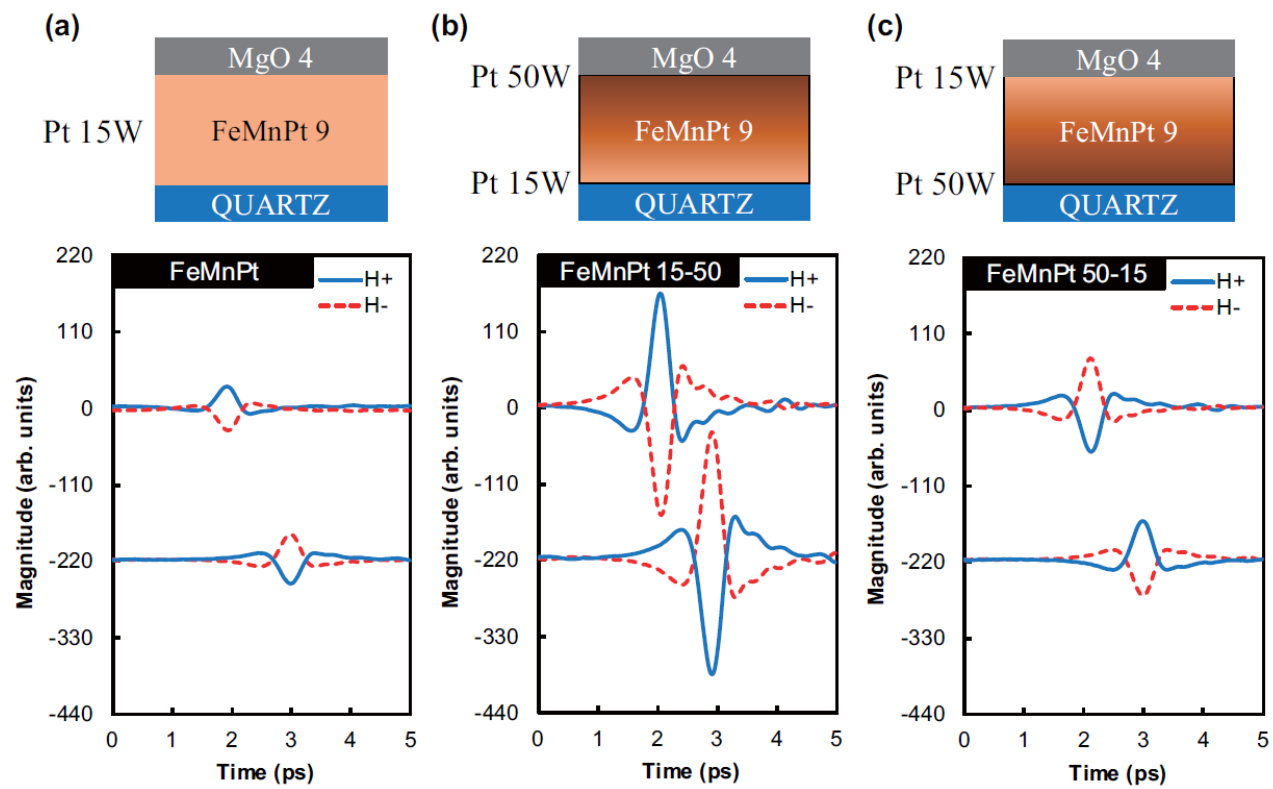 (a)
MgO 4
Pt 15W
FeMnPt 9
QUARTZ
FeMnPt
H+
H-
220
110
0
-110
-220
-330
-440
Magnitude (arb. units)
0 1 2 3 4 5
Time (ps)
(b)
MgO 4
Pt 50W
FeMnPt 9
Pt 15W
QUARTZ
FeMnPt 15-50
H+
H-
220
110
0
-110
-220
-330
-440
Magnitude (arb. units)
0 1 2 3 4 5
Time (ps)
(c)
MgO 4
Pt 15W
FeMnPt 9
Pt 50W
QUARTZ
FeMnPt 50-15
H+
H-
220
110
0
-110
-220
-330
-440
Magnitude (arb. units)
0 1 2 3 4 5
Time (ps)